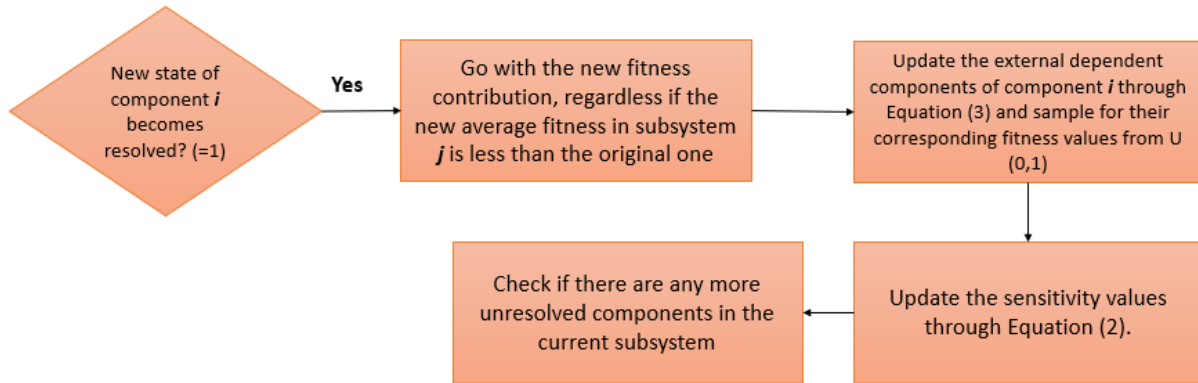 New state of
component i
becomes
resolved? (=1)
Yes
Go with the new fitness
contribution, regardless if the
new average fitness in subsystem
j is less than the original one
Update the external dependent
components of component i through
Equation (3) and sample for their
corresponding fitness values from U
(0,1)
Update the sensitivity values
through Equation (2).
Check if there are any more
unresolved components in the
current subsystem